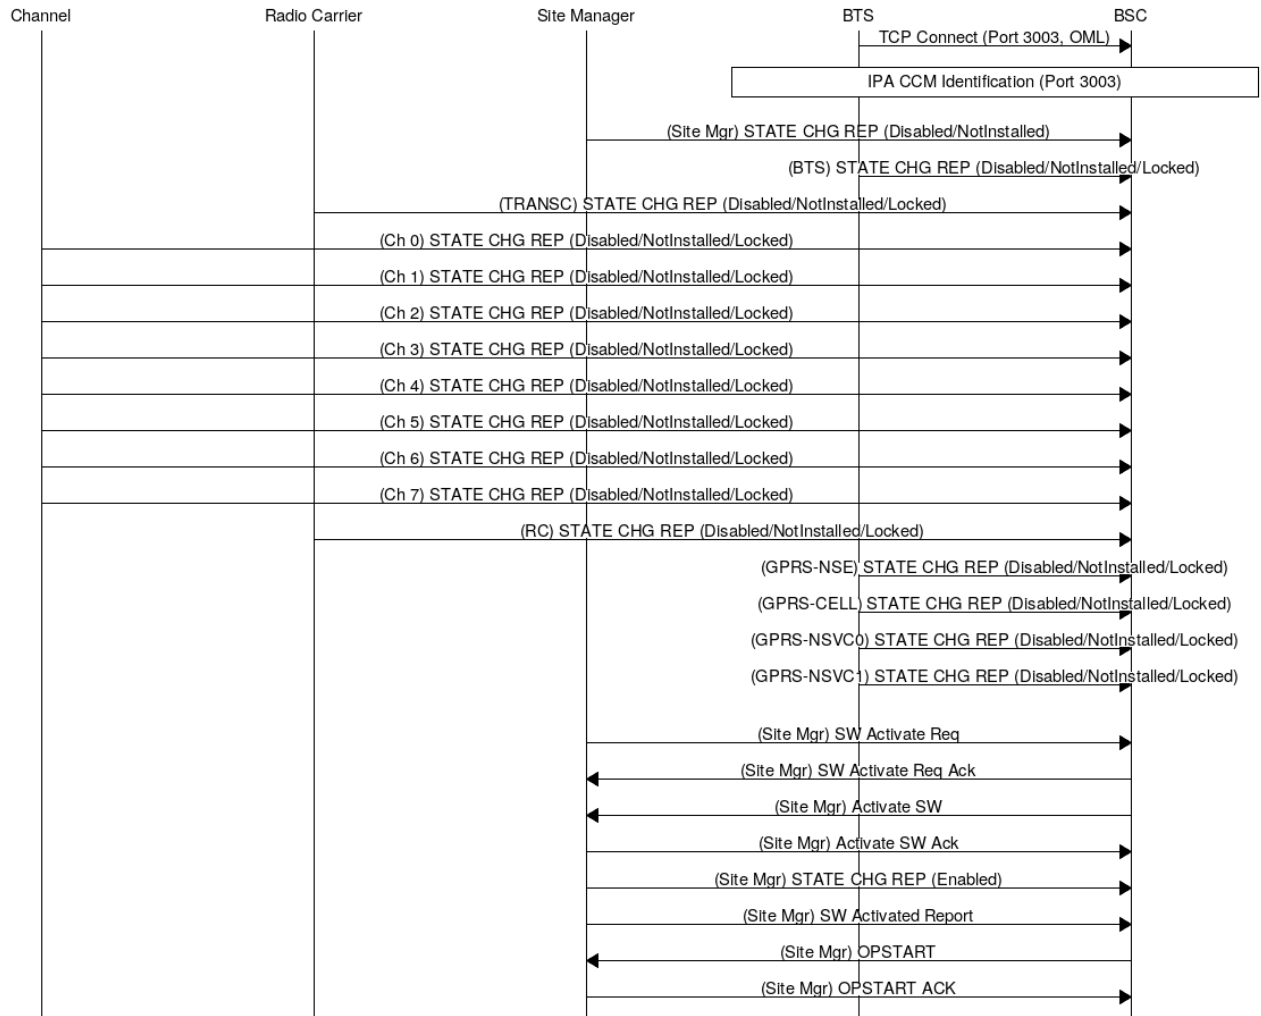 Channel Radio Carrier Site Manager BTS BSC
TCP Connect (Port 3003, OML)
IPA CCM Identification (Port 3003)
(Site Mgr) STATE CHG REP (Disabled/NotInstalled)
(BTS) STATE CHG REP (Disabled/NotInstalled/Locked)
(TRANSC) STATE CHG REP (Disabled/NotInstalled/Locked)
(Ch 0) STATE CHG REP (Disabled/NotInstalled/Locked)
(Ch 1) STATE CHG REP (Disabled/NotInstalled/Locked)
(Ch 2) STATE CHG REP (Disabled/NotInstalled/Locked)
(Ch 3) STATE CHG REP (Disabled/NotInstalled/Locked)
(Ch 4) STATE CHG REP (Disabled/NotInstalled/Locked)
(Ch 5) STATE CHG REP (Disabled/NotInstalled/Locked)
(Ch 6) STATE CHG REP (Disabled/NotInstalled/Locked)
(Ch 7) STATE CHG REP (Disabled/NotInstalled/Locked)
(RC) STATE CHG REP (Disabled/NotInstalled/Locked)
(GPRS-NSE) STATE CHG REP (Disabled/NotInstalled/Locked)
(GPRS-CELL) STATE CHG REP (Disabled/NotInstalled/Locked)
(GPRS-NSVC0) STATE CHG REP (Disabled/NotInstalled/Locked)
(GPRS-NSVC1) STATE CHG REP (Disabled/NotInstalled/Locked)
(Site Mgr) SW Activate Req
(Site Mgr) SW Activate Req Ack
(Site Mgr) Activate SW
(Site Mgr) Activate SW Ack
(Site Mgr) STATE CHG REP (Enabled)
(Site Mgr) SW Activated Report
(Site Mgr) OPSTART
(Site Mgr) OPSTART ACK